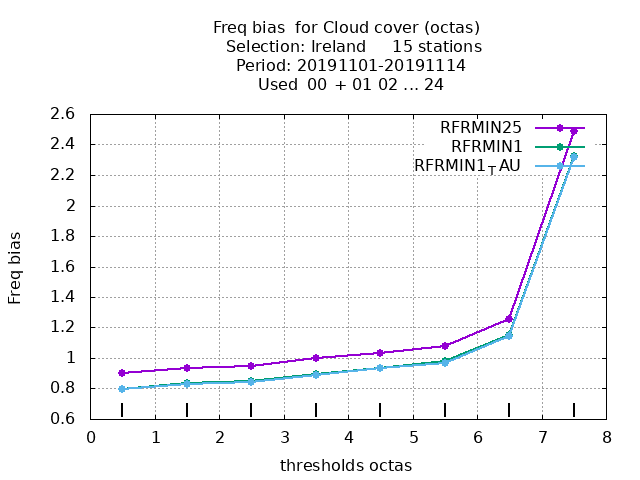 Freq bias  for Cloud cover (octas)
Selection: Ireland     15 stations
Period: 20191101-20191114
Used  00  + 01 02 ... 24
2.6
2.4
2.2
2
1.8
1.6
1.4
1.2
1
0.8
0.6
Freq bias
RFRMIN25
RFRMIN1
RFRMIN1TAU
0 1 2 3 4 5 6 7 8
thresholds octas